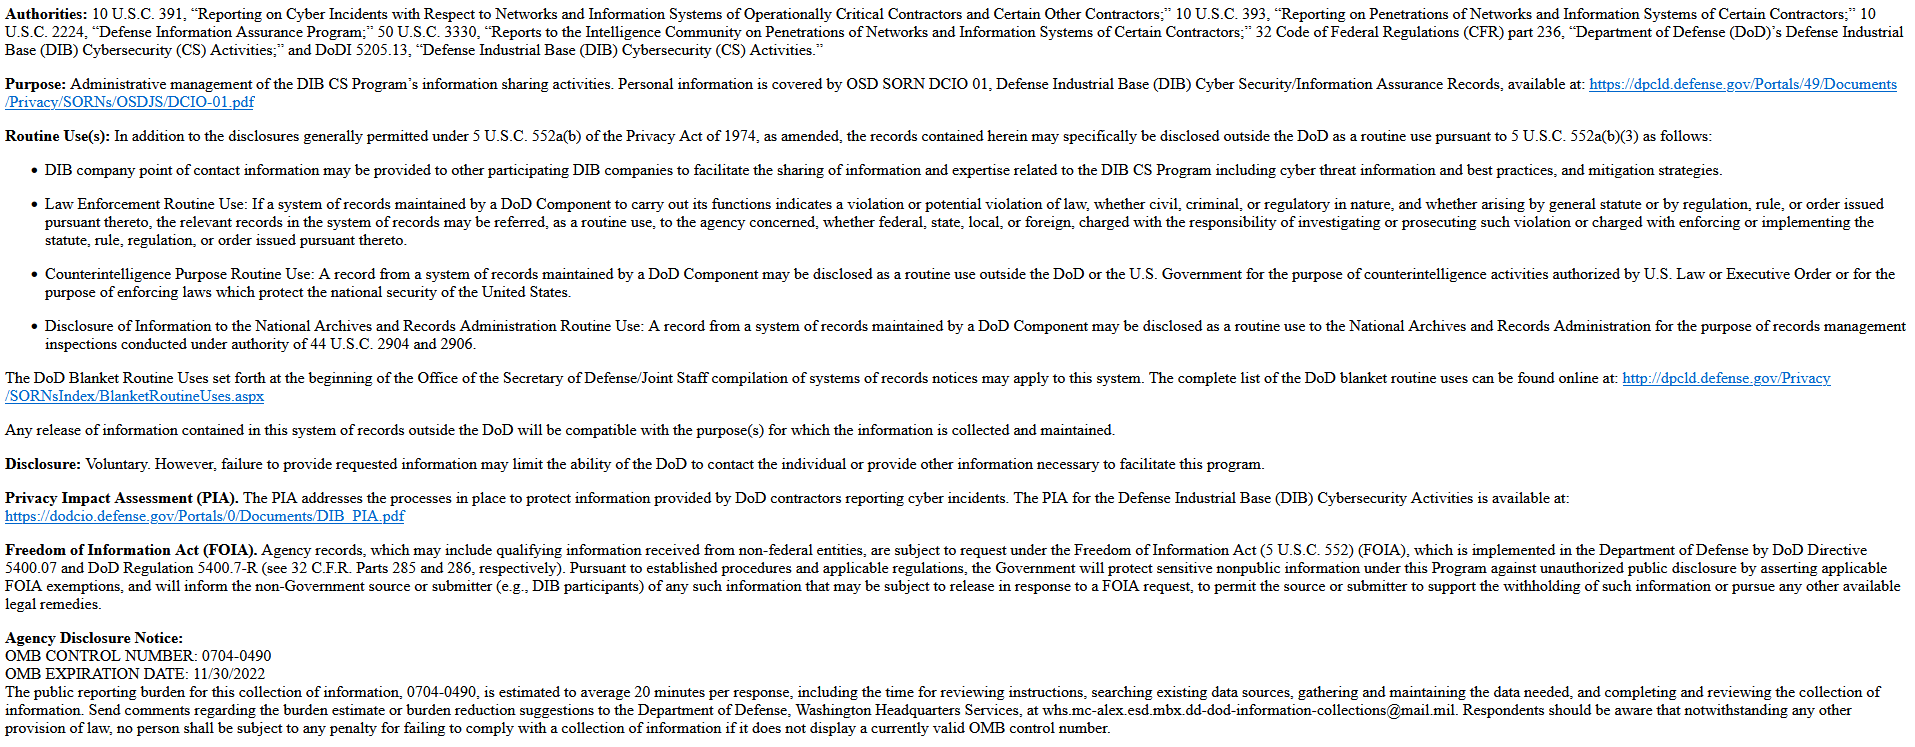 Authorities: 10 U.S.C. 391, “Reporting on Cyber Incidents with Respect to Networks and Information Systems of Operationally Critical Contractors and Certain Other Contractors;” 10 U.S.C. 393, “Reporting on Penetrations of Networks and Information Systems of Certain Contractors;” 10
U.S.C. 2224, “Defense Information Assurance Program;” 50 U.S.C. 3330, “Reports to the Intelligence Community on Penetrations of Networks and Information Systems of Certain Contractors;” 32 Code of Federal Regulations (CFR) part 236, “Department of Defense (DoD)’s Defense Industrial
Base (DIB) Cybersecurity (CS) Activities;” and DoDI 5205.13, “Defense Industrial Base (DIB) Cybersecurity (CS) Activities.”
Purpose: Administrative management of the DIB CS Program’s information sharing activities. Personal information is covered by OSD SORN DCIO 01, Defense Industrial Base (DIB) Cyber Security/Information Assurance Records, available at: https://dpcld.defense.gov/Portals/49/Documents
/Privacy/SORNs/OSDJS/DCIO-01.pdf
Routine Use(s): In addition to the disclosures generally permitted under 5 U.S.C. 552a(b) of the Privacy Act of 1974, as amended, the records contained herein may specifically be disclosed outside the DoD as a routine use pursuant to 5 U.S.C. 552a(b)(3) as follows:
• DIB company point of contact information may be provided to other participating DIB companies to facilitate the sharing of information and expertise related to the DIB CS Program including cyber threat information and best practices, and mitigation strategies.
• Law Enforcement Routine Use: If a system of records maintained by a DoD Component to carry out its functions indicates a violation or potential violation of law, whether civil, criminal, or regulatory in nature, and whether arising by general statute or by regulation, rule, or order issued
pursuant thereto, the relevant records in the system of records may be referred, as a routine use, to the agency concerned, whether federal, state, local, or foreign, charged with the responsibility of investigating or prosecuting such violation or charged with enforcing or implementing the
statute, rule, regulation, or order issued pursuant thereto.
• Counterintelligence Purpose Routine Use: A record from a system of records maintained by a DoD Component may be disclosed as a routine use outside the DoD or the U.S. Government for the purpose of counterintelligence activities authorized by U.S. Law or Executive Order or for the
purpose of enforcing laws which protect the national security of the United States.
• Disclosure of Information to the National Archives and Records Administration Routine Use: A record from a system of records maintained by a DoD Component may be disclosed as a routine use to the National Archives and Records Administration for the purpose of records management
inspections conducted under authority of 44 U.S.C. 2904 and 2906.
The DoD Blanket Routine Uses set forth at the beginning of the Office of the Secretary of Defense/Joint Staff compilation of systems of records notices may apply to this system. The complete list of the DoD blanket routine uses can be found online at: http://dpcld.defense.gov/Privacy
/SORNsIndex/BlanketRoutineUses.aspx
Any release of information contained in this system of records outside the DoD will be compatible with the purpose(s) for which the information is collected and maintained.
Disclosure: Voluntary. However, failure to provide requested information may limit the ability of the DoD to contact the individual or provide other information necessary to facilitate this program.
Privacy Impact Assessment (PIA). The PIA addresses the processes in place to protect information provided by DoD contractors reporting cyber incidents. The PIA for the Defense Industrial Base (DIB) Cybersecurity Activities is available at:
https://dodcio.defense.gov/Portals/0/Documents/DIB_PIA.pdf
Freedom of Information Act (FOIA). Agency records, which may include qualifying information received from non-federal entities, are subject to request under the Freedom of Information Act (5 U.S.C. 552) (FOIA), which is implemented in the Department of Defense by DoD Directive
5400.07 and DoD Regulation 5400.7-R (see 32 C.F.R. Parts 285 and 286, respectively). Pursuant to established procedures and applicable regulations, the Government will protect sensitive nonpublic information under this Program against unauthorized public disclosure by asserting applicable
FOIA exemptions, and will inform the non-Government source or submitter (e.g., DIB participants) of any such information that may be subject to release in response to a FOIA request, to permit the source or submitter to support the withholding of such information or pursue any other available
legal remedies.
Agency Disclosure Notice:
OMB CONTROL NUMBER: 0704-0490
OMB EXPIRATION DATE: 11/30/2022
The public reporting burden for this collection of information, 0704-0490, is estimated to average 20 minutes per response, including the time for reviewing instructions, searching existing data sources, gathering and maintaining the data needed, and completing and reviewing the collection of
information. Send comments regarding the burden estimate or burden reduction suggestions to the Department of Defense, Washington Headquarters Services, at whs.mc-alex.esd.mbx.dd-dod-information-collections@mail.mil. Respondents should be aware that notwithstanding any other
provision of law, no person shall be subject to any penalty for failing to comply with a collection of information if it does not display a currently valid OMB control number.